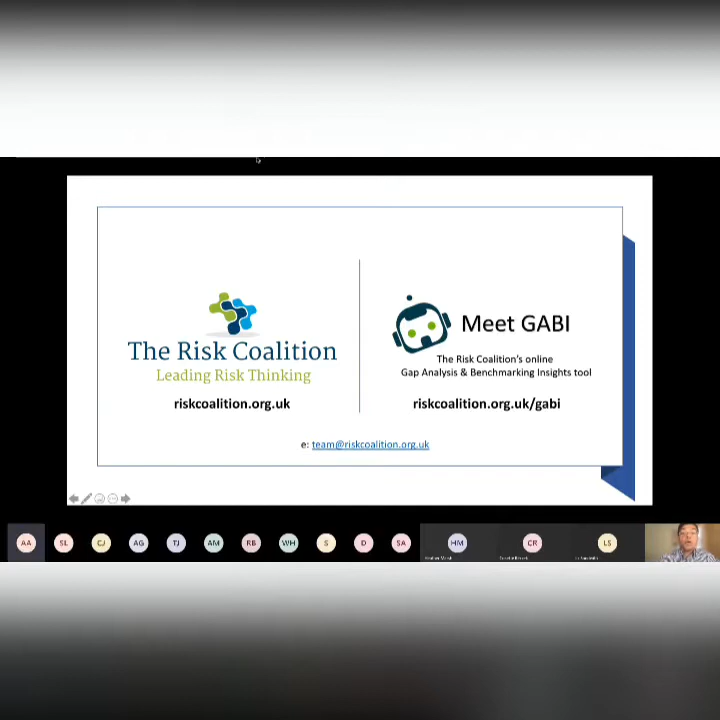 The Risk Coalition
Leading Risk Thinking
riskcoalition.org.uk
Meet GABI
The Risk Coalition's online
Gap Analysis & Benchmarking Insights tool
riskcoalition.org.uk/gabi
e: team@riskcoalition.org.uk
AA SL CJ AG TJ AM RB WH S D SA HM CR LS